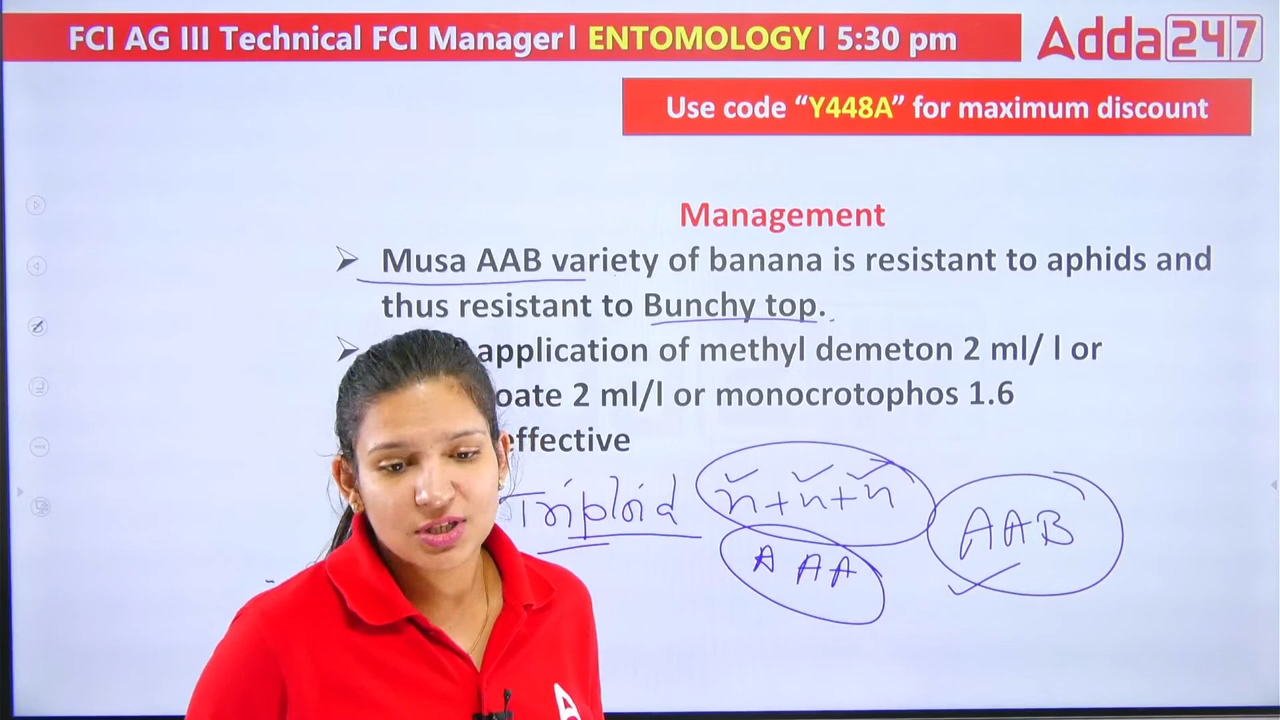 FCI AG III Technical FCI Manager| ENTOMOLOGY| 5:30 pm
Adda247
Use code “Y448A” for maximum discount
Management
➢ Musa AAB variety of banana is resistant to aphids and
thus resistant to Bunchy top.
➢ application of methyl demeton 2 ml/ l or
2 ml/l or monocrotophos 1.6
effective
Triploid n+n+n AAB
A AA